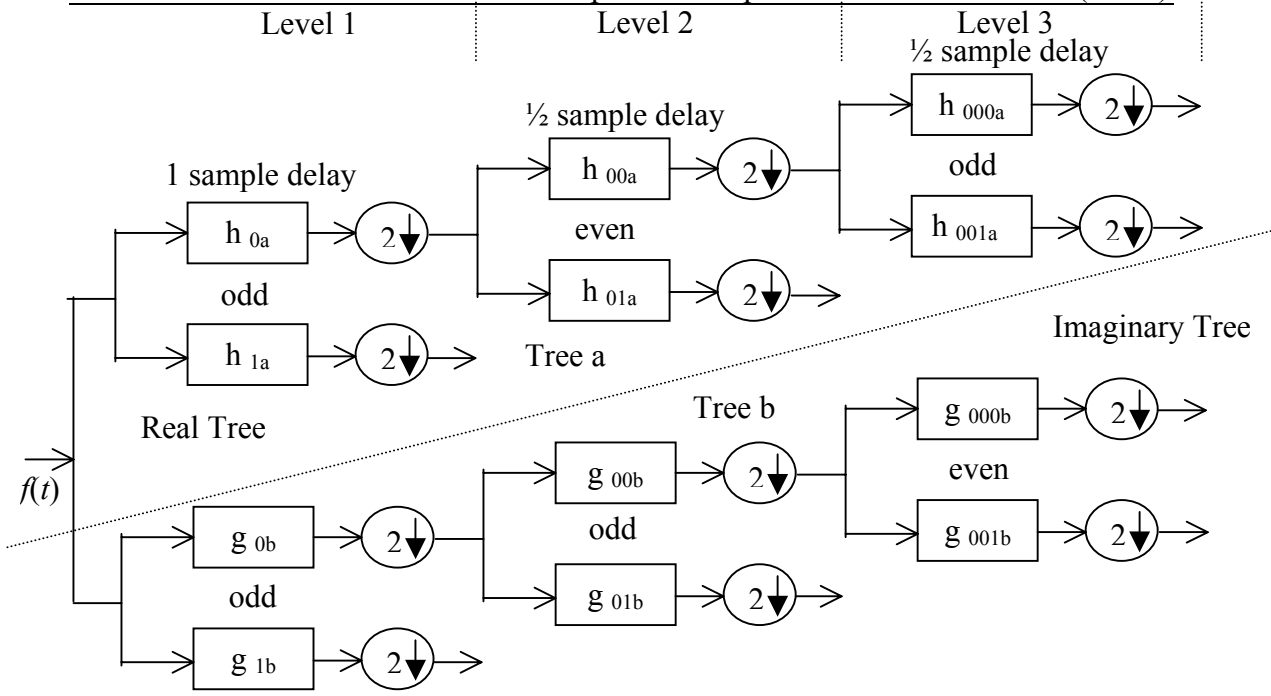 Level 1
Level 2
Level 3
½ sample delay
h 000a
2
½ sample delay
h 00a
2
odd
1 sample delay
h 0a
2
even
h 001a
2
odd
h 01a
2
h 1a
2
Tree a
Imaginary Tree
Real Tree
Tree b
g 000b
2
f(t)
g 00b
2
even
g 0b
2
odd
g 001b
2
odd
g 01b
2
g 1b
2